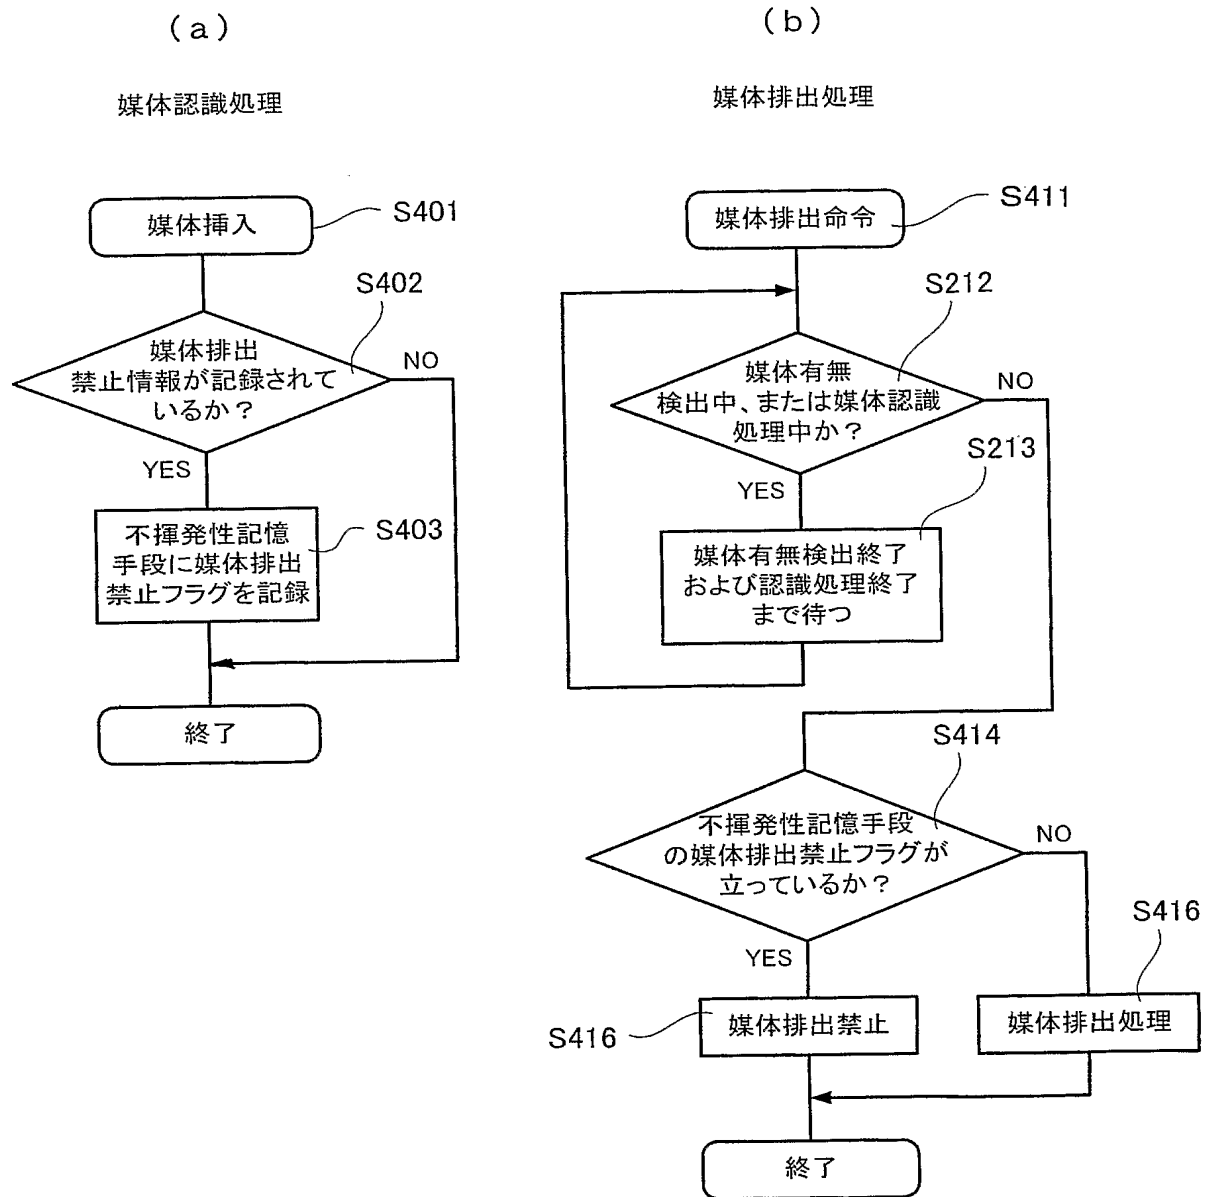 (a)
媒体認識処理
媒体挿入
S401
S402
媒体排出
禁止情報が記録されて
いるか?
NO
YES
不揮発性記憶
手段に媒体排出
禁止フラグを記録
S403
終了
(b)
媒体排出処理
媒体排出命令
S411
S212
媒体有無
検出中、または媒体認識
処理中か?
NO
YES
S213
媒体有無検出終了
および認識処理終了
まで待つ
S414
不揮発性記憶手段
の媒体排出禁止フラグが
立っているか?
NO
YES
S416
媒体排出禁止
S416
媒体排出処理
終了